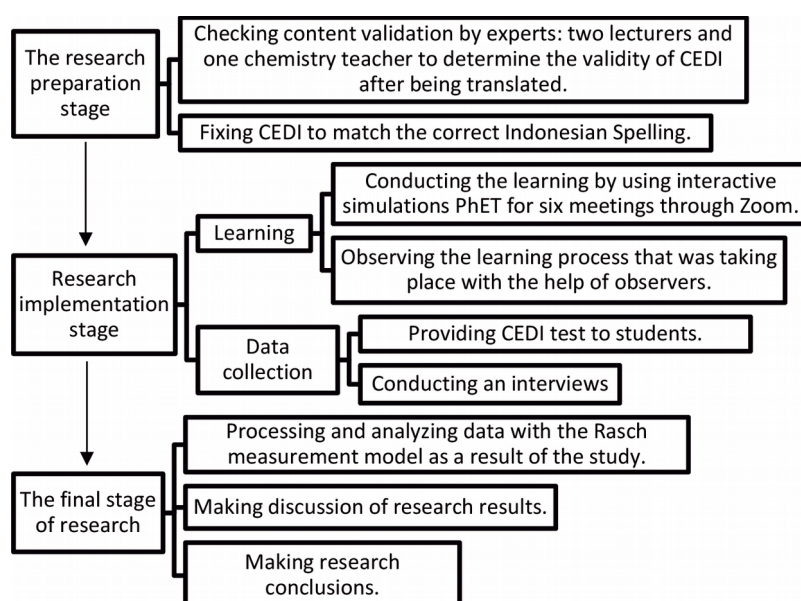 The research
preparation
stage
Checking content validation by experts: two lecturers and
one chemistry teacher to determine the validity of CEDI
after being translated.
Fixing CEDI to match the correct Indonesian Spelling.
Research
implementation
stage
Learning
Conducting the learning by using interactive
simulations PhET for six meetings through Zoom.
Observing the learning process that was taking
place with the help of observers.
Data
collection
Providing CEDI test to students.
Conducting an interviews
The final stage
of research
Processing and analyzing data with the Rasch
measurement model as a result of the study.
Making discussion of research results.
Making research
conclusions.